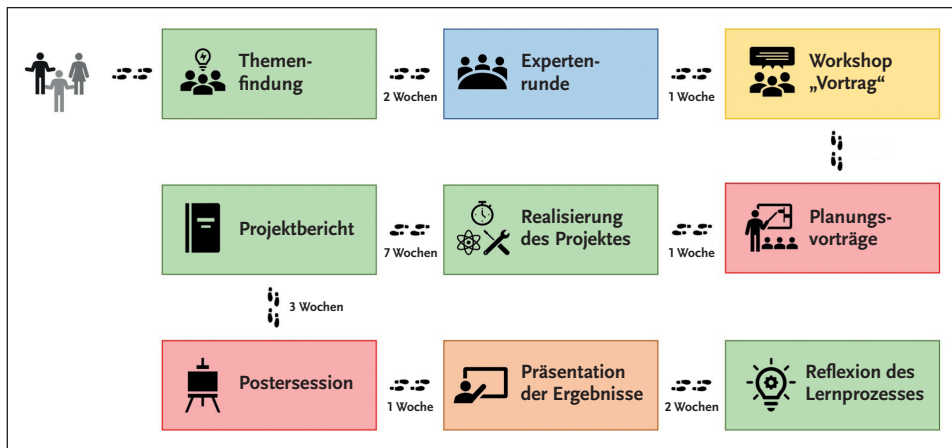 Themen-
findung
2 Wochen
Experten-
runde
1 Woche
Workshop
„Vortrag“
Planungs-
vorträge
1 Woche
Realisierung
des Projektes
7 Wochen
Projektbericht
3 Wochen
Postersession
1 Woche
Präsentation
der Ergebnisse
2 Wochen
Reflexion des
Lernprozesses